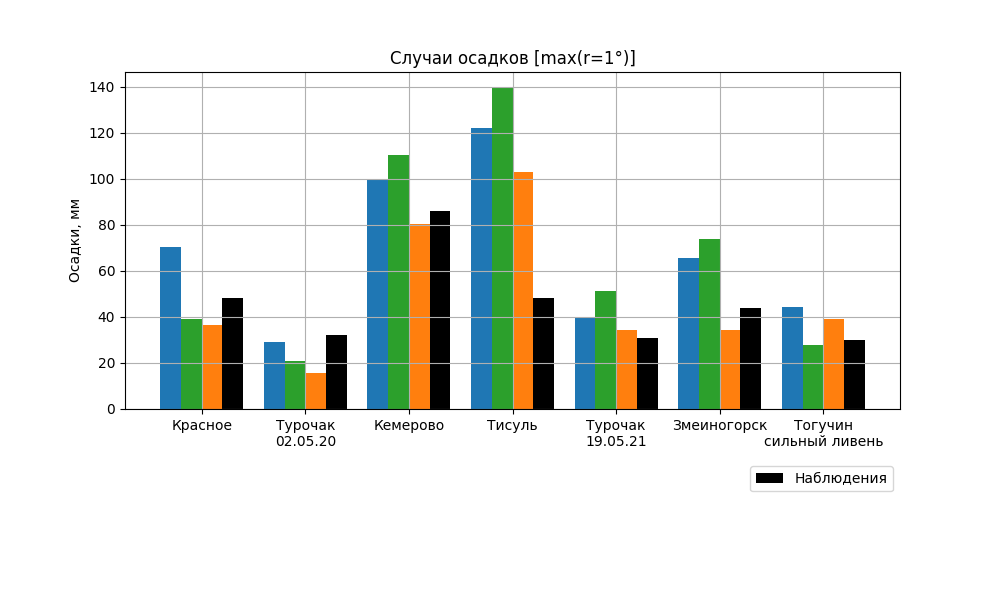 Случаи осадков [max(r=1°)]
Осадки, мм
140
120
100
80
60
40
20
0
Красное
Турочак
02.05.20
Кемерово
Тисуль
Турочак
19.05.21
Змеиногорск
Тогучин
сильный ливень
Наблюдения